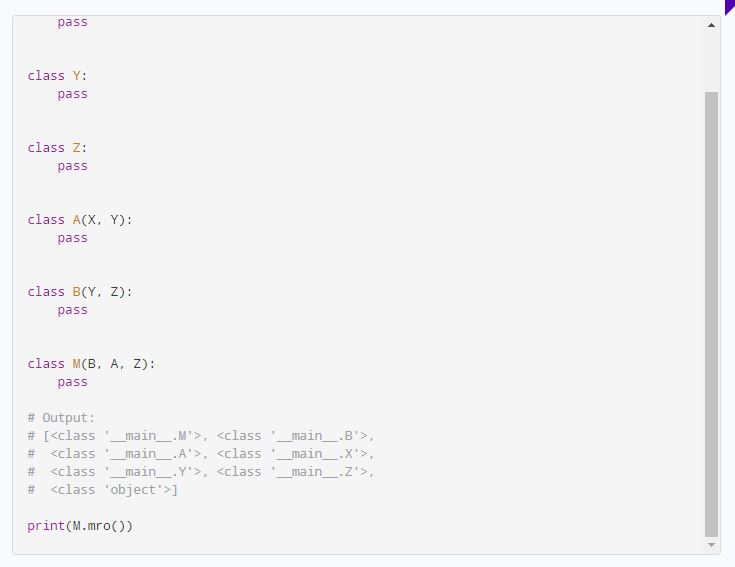 pass


class Y:
    pass


class Z:
    pass


class A(X, Y):
    pass


class B(Y, Z):
    pass


class M(B, A, Z):
    pass

# Output:
# [<class '__main__.M'>, <class '__main__.B'>,
#  <class '__main__.A'>, <class '__main__.X'>,
#  <class '__main__.Y'>, <class '__main__.Z'>,
#  <class 'object'>]

print(M.mro())